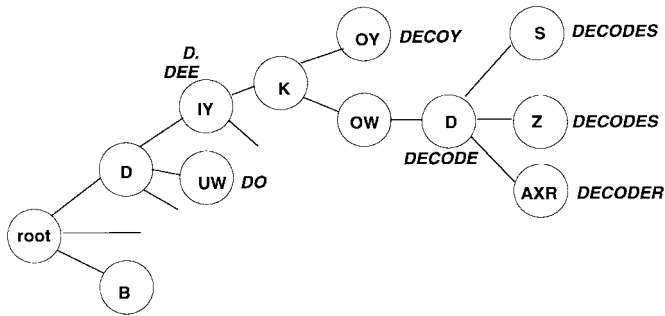 OY DECOY
S DECODES
D.
DEE
IY
K
OW
D
DECODE
Z DECODES
D
UW DO
AXR DECODER
root
B